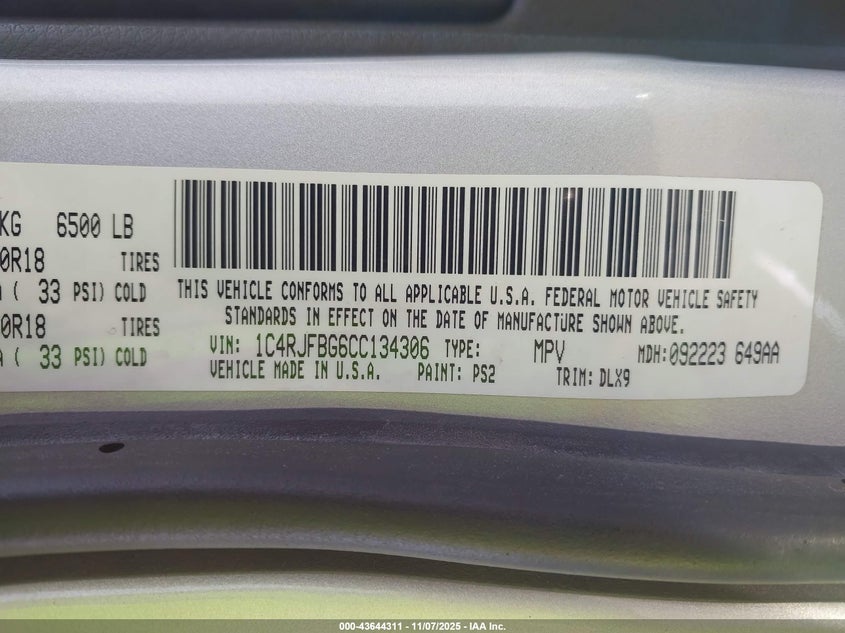 KG 6500 LB
0R18 TIRES
( 33 PSI) COLD
0R18 TIRES
( 33 PSI) COLD
THIS VEHICLE CONFORMS TO ALL APPLICABLE U.S.A. FEDERAL MOTOR VEHICLE SAFETY
STANDARDS IN EFFECT ON THE DATE OF MANUFACTURE SHOWN ABOVE.
VIN: 1C4RJFBG6CC134306 TYPE: MPV MDH:092223 649AA
VEHICLE MADE IN U.S.A. PAINT: PS2 TRIM: DLX9
000-43644311 - 11/07/2025 - IAA Inc.